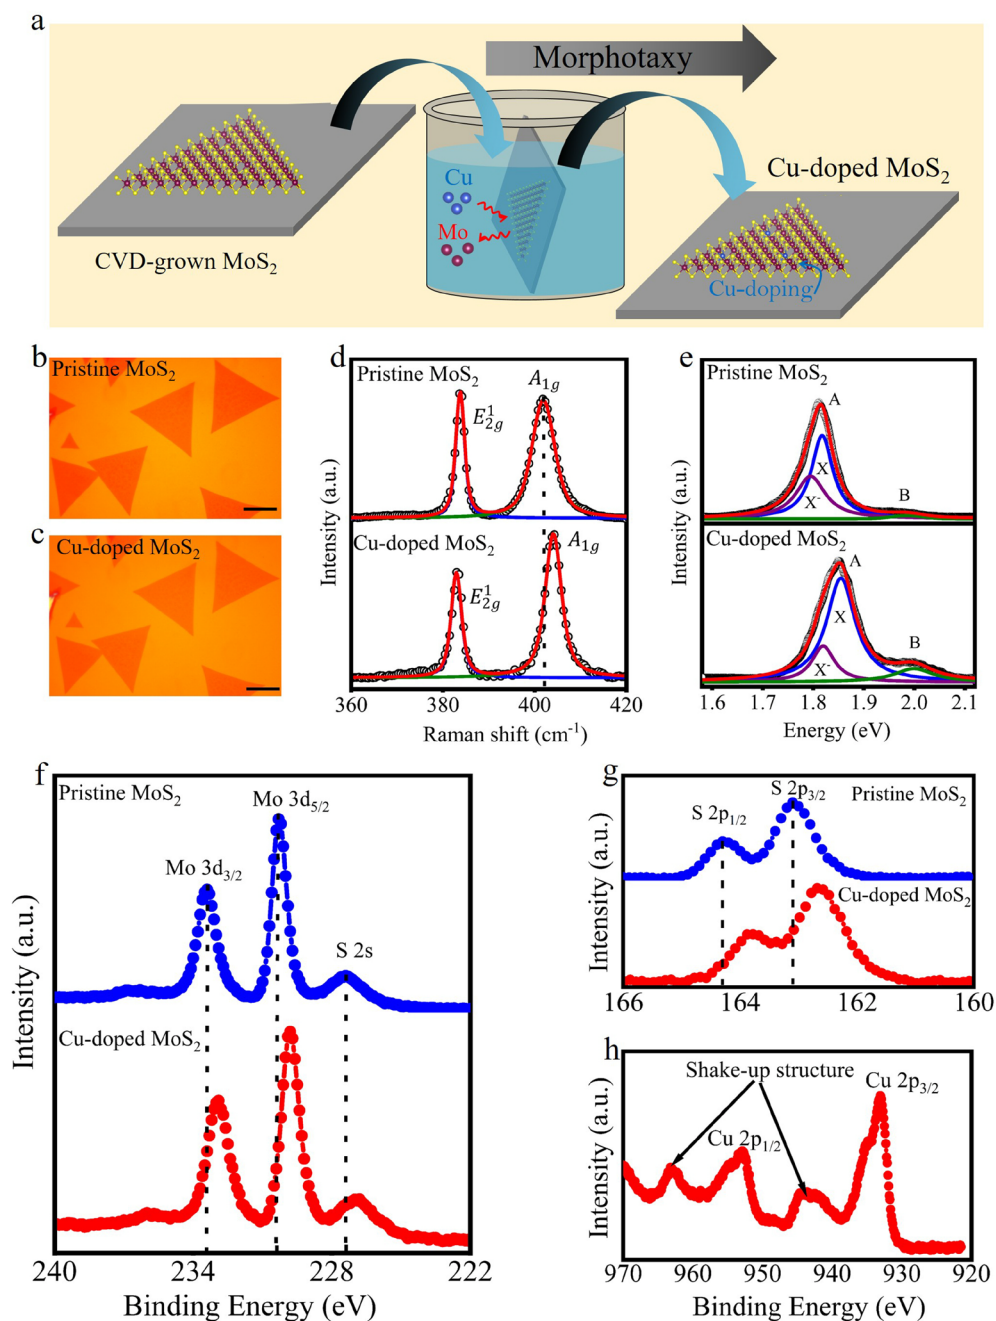 a
Morphotaxy
Cu
Mo
CVD-grown MoS₂
Cu-doped MoS₂
Cu-doping
b
Pristine MoS₂
c
Cu-doped MoS₂
d
Pristine MoS₂
E¹₂g
A₁g
Cu-doped MoS₂
E¹₂g
A₁g
Intensity (a.u.)
360 380 400 420
Raman shift (cm⁻¹)
e
Pristine MoS₂
A
X
X⁻
B
Cu-doped MoS₂
A
X
X⁻
B
Intensity (a.u.)
1.6 1.8 2.0 2.1
Energy (eV)
f
Pristine MoS₂
Mo 3d₅/₂
Mo 3d₃/₂
S 2s
Cu-doped MoS₂
Intensity (a.u.)
240 234 228 222
Binding Energy (eV)
g
S 2p₃/₂
Pristine MoS₂
S 2p₁/₂
Cu-doped MoS₂
Intensity (a.u.)
166 164 162 160
h
Shake-up structure
Cu 2p₃/₂
Cu 2p₁/₂
Intensity (a.u.)
970 960 950 940 930 920
Binding Energy (eV)